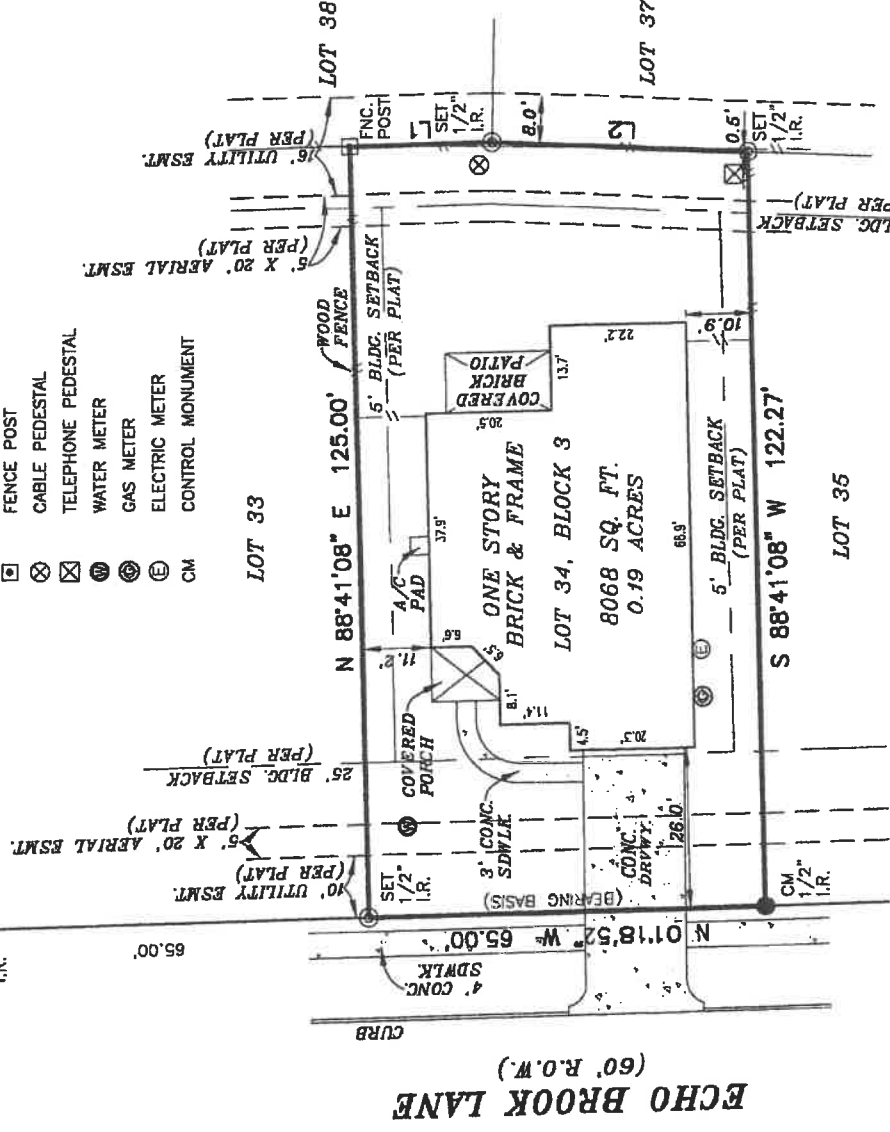 I.R.
FENCE POST
CABLE PEDESTAL
TELEPHONE PEDESTAL
WATER METER
GAS METER
ELECTRIC METER
CM CONTROL MONUMENT
W
G
E
LOT 33
LOT 38
LOT 37
LOT 35
16' UTILITY ESMT.
(PER PLAT)
5' X 20' AERIAL ESMT.
(PER PLAT)
FNC.
POST
L1
SET
1/2"
I.R.
8.0'
L2
0.5'
SET
1/2"
I.R.
BLDG. SETBACK
(PER PLAT)
N 88°41'08" E 125.00'
WOOD
FENCE
5' BLDG. SETBACK
(PER PLAT)
COVERED
BRICK
PATIO
20.5'
13.7'
22.2'
10.9'
A/C
PAD
37.9'
ONE STORY
BRICK & FRAME
LOT 34, BLOCK 3
8068 SQ. FT.
0.19 ACRES
68.9'
11.2'
6.6'
6.5'
8.1'
11.4'
4.5'
20.3'
COVERED
PORCH
5' BLDG. SETBACK
(PER PLAT)
E
G
S 88°41'08" W 122.27'
25' BLDG. SETBACK
(PER PLAT)
5' X 20' AERIAL ESMT.
(PER PLAT)
10' UTILITY ESMT.
(PER PLAT)
W
3' CONC.
SDWLK
CONC.
DRVWY.
26.0'
SET
1/2"
I.R.
CM
1/2"
I.R.
(BEARING BASIS)
N 01°18'52" W 65.00'
65.00'
4' CONC.
SDWLK
CURB
ECHO BROOK LANE
(60' R.O.W.)